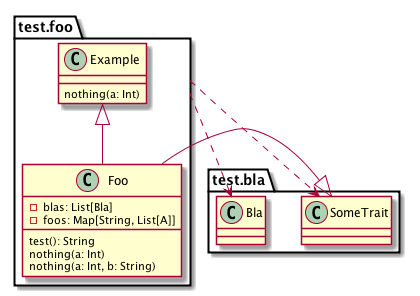 test.foo
C Example
nothing(a: Int)
C Foo
blas: List[Bla]
foos: Map[String, List[A]]
test(): String
nothing(a: Int)
nothing(a: Int, b: String)
test.bla
C Bla
C SomeTrait